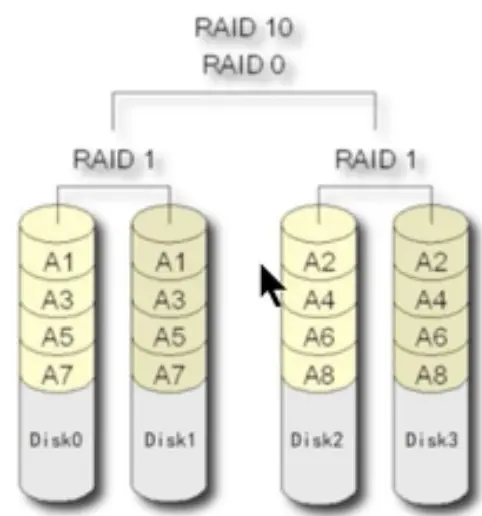 RAID 10
RAID 0
RAID 1 RAID 1
A1 A1 A2 A2
A3 A3 A4 A4
A5 A5 A6 A6
A7 A7 A8 A8
Disk0 Disk1 Disk2 Disk3